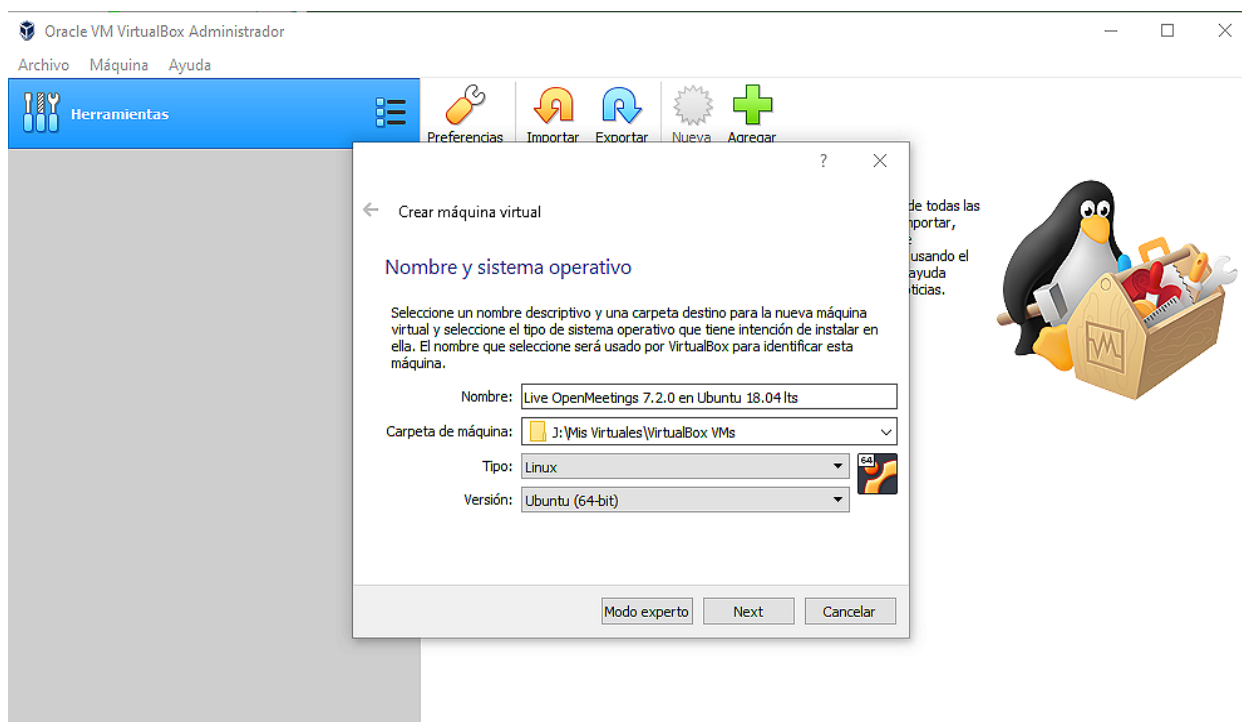 Oracle VM VirtualBox Administrador
Archivo Máquina Ayuda
Herramientas
Preferencias Importar Exportar Nueva Agregar
?
Crear máquina virtual
de todas las
nportar,
usando el
ayuda
oticias.
Nombre y sistema operativo
Seleccione un nombre descriptivo y una carpeta destino para la nueva máquina
virtual y seleccione el tipo de sistema operativo que tiene intención de instalar en
ella. El nombre que seleccione será usado por VirtualBox para identificar esta
máquina.
Nombre: Live OpenMeetings 7.2.0 en Ubuntu 18.04 lts
Carpeta de máquina: J:\Mis Virtuales\VirtualBox VMs
Tipo: Linux
64
Versión: Ubuntu (64-bit)
Modo experto Next Cancelar